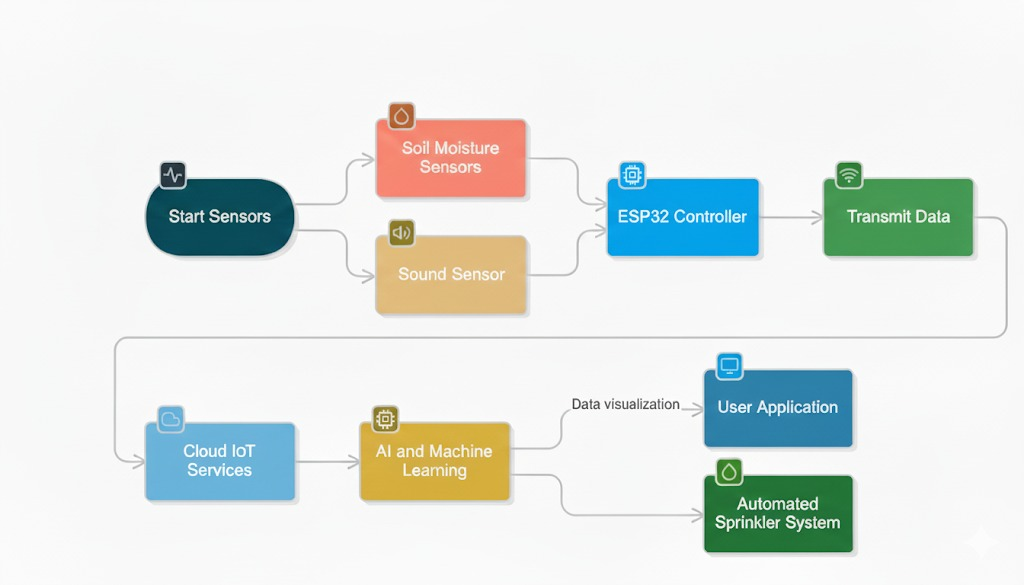 Soil Moisture
Sensors
Start Sensors
ESP32 Controller
Transmit Data
Sound Sensor
Data visualization
User Application
Cloud IoT
Services
AI and Machine
Learning
Automated
Sprinkler System